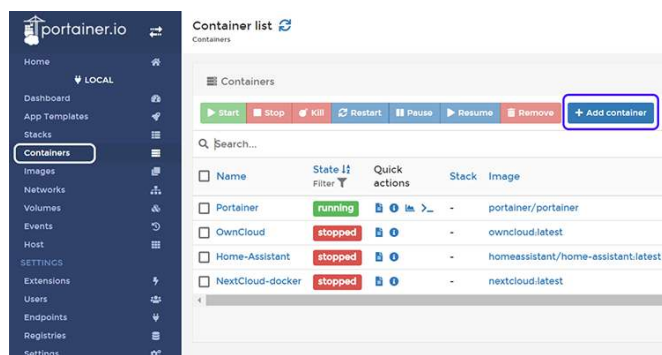 portainer.io
Home
LOCAL
Dashboard
App Templates
Stacks
Containers
Images
Networks
Volumes
Events
Host
SETTINGS
Extensions
Users
Endpoints
Registries
Settings
Container list
Containers
Containers
Start Stop Kill Restart Pause Resume Remove + Add container
Search...
Name State Filter Quick actions Stack Image
Portainer running - portainer/portainer
OwnCloud stopped - owncloud:latest
Home-Assistant stopped - homeassistant/home-assistant:latest
NextCloud-docker stopped - nextcloud:latest